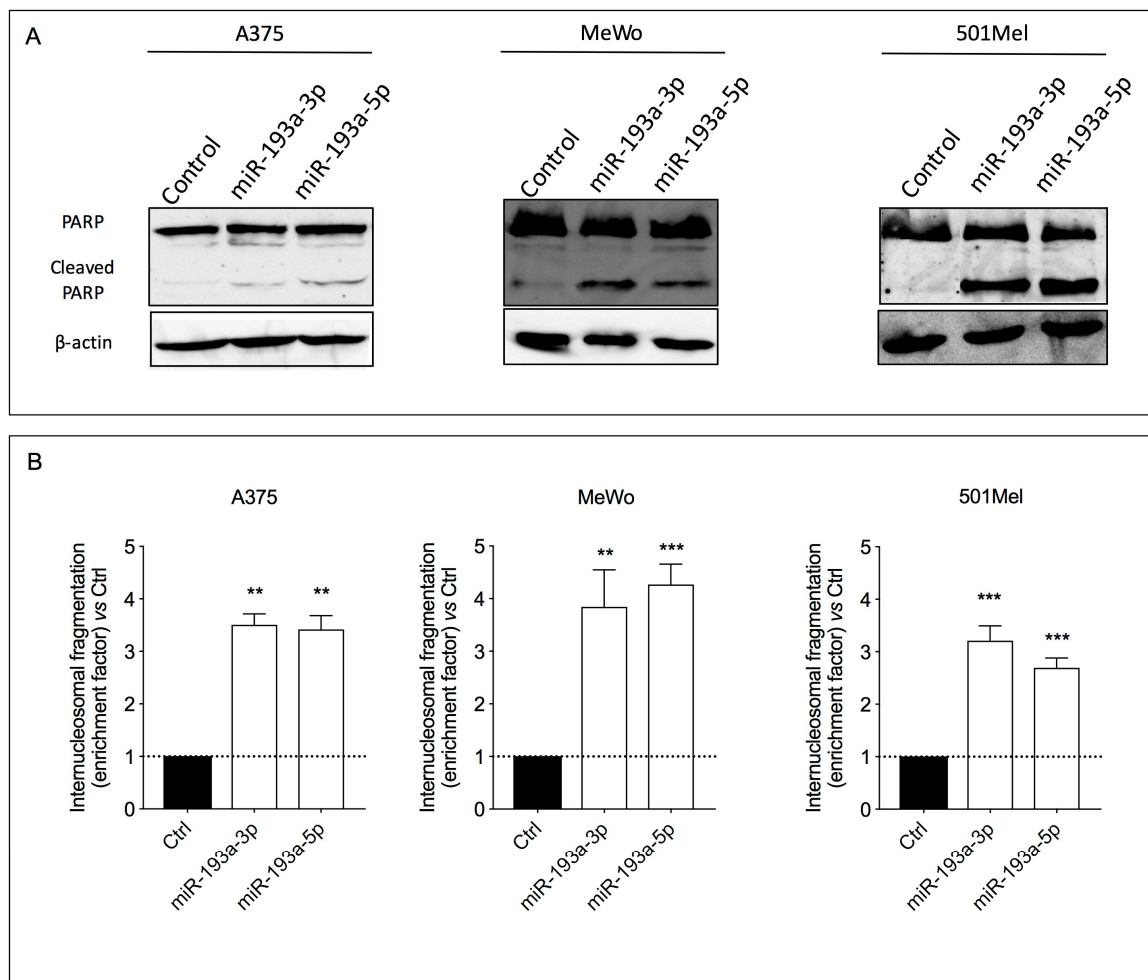 A
A375
MeWo
501Mel
Control
miR-193a-3p
miR-193a-5p
Control
miR-193a-3p
miR-193a-5p
Control
miR-193a-3p
miR-193a-5p
PARP
Cleaved
PARP
β-actin
B
A375
Internucleosomal fragmentation
(enrichment factor) vs Ctrl
5
4
3
2
1
0
** **
Ctrl
miR-193a-3p
miR-193a-5p
MeWo
Internucleosomal fragmentation
(enrichment factor) vs Ctrl
5
4
3
2
1
0
** ***
Ctrl
miR-193a-3p
miR-193a-5p
501Mel
Internucleosomal fragmentation
(enrichment factor) vs Ctrl
5
4
3
2
1
0
*** ***
Ctrl
miR-193a-3p
miR-193a-5p